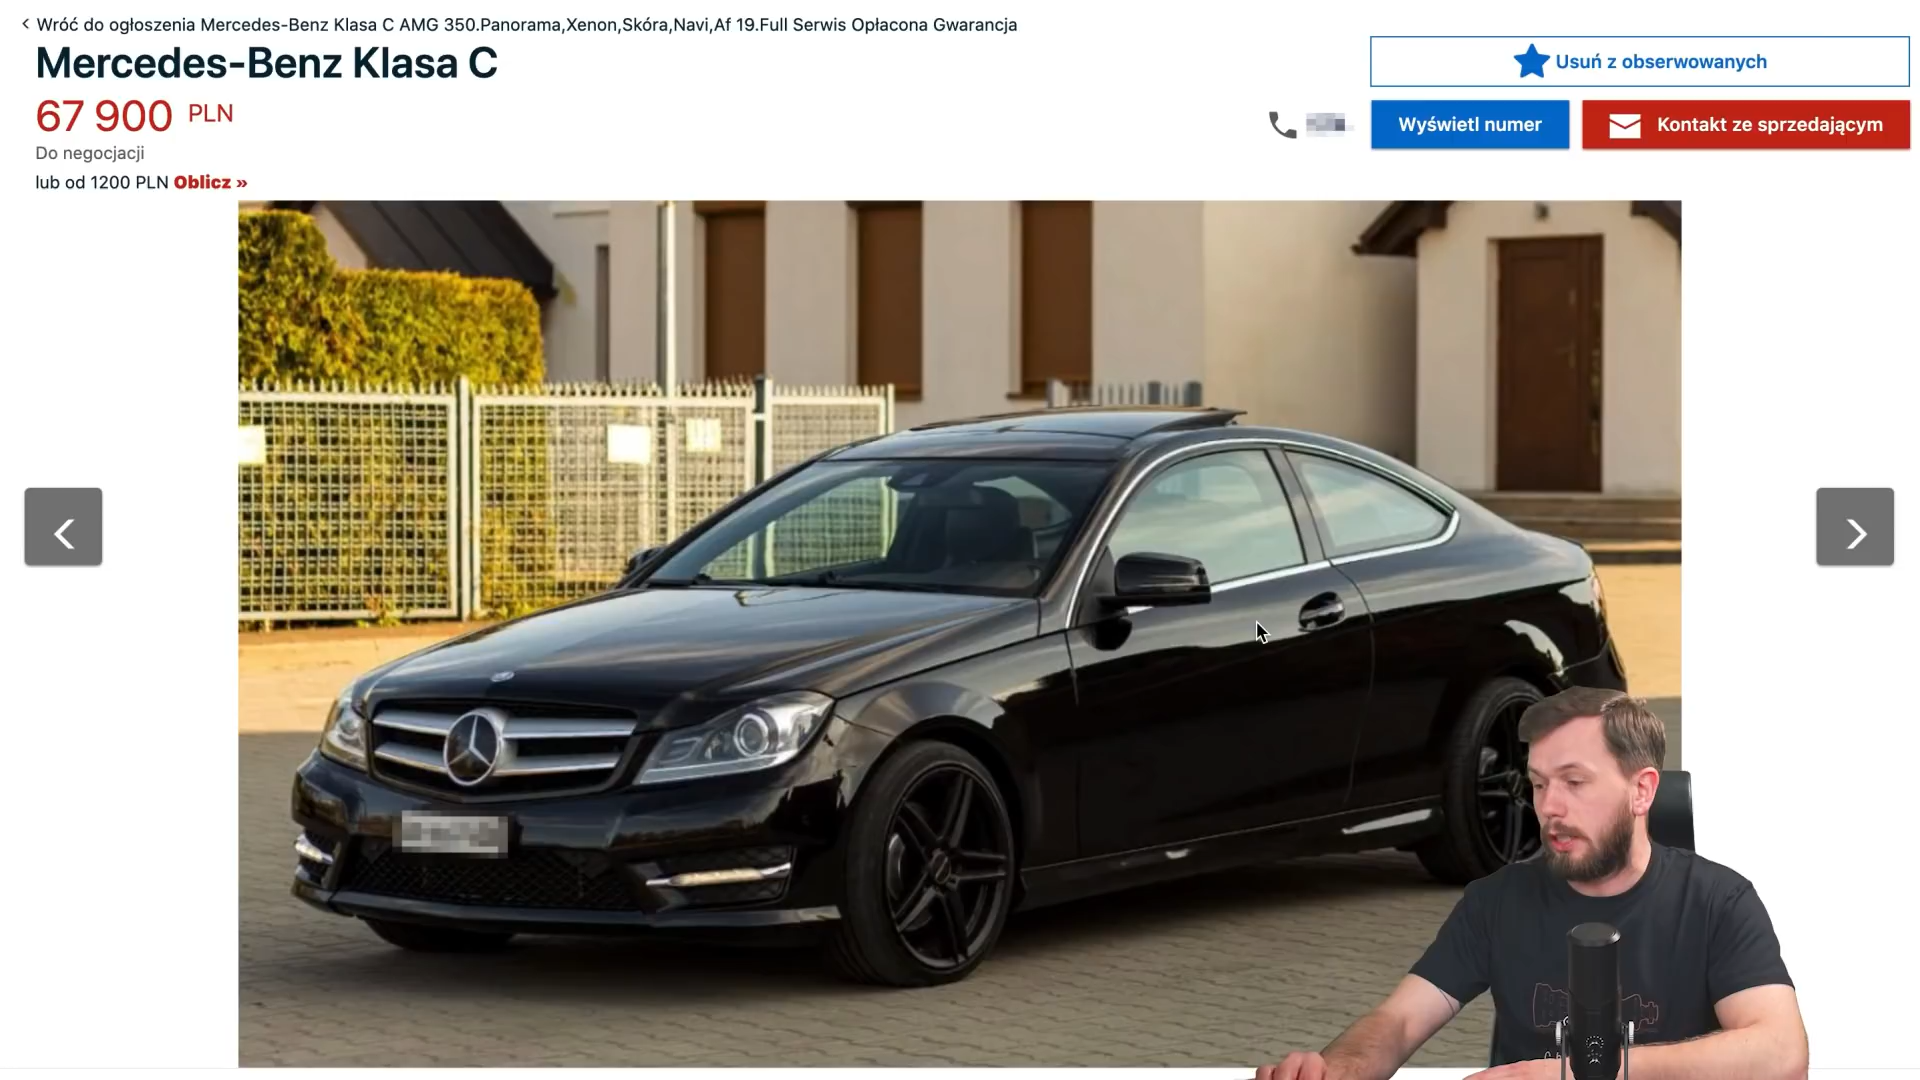 Wróć do ogłoszenia Mercedes-Benz Klasa C AMG 350.Panorama,Xenon,Skóra,Navi,Af 19.Full Serwis Opłacona Gwarancja
Mercedes-Benz Klasa C
67 900 PLN
Do negocjacji
lub od 1200 PLN Oblicz »
Usuń z obserwowanych
Wyświetl numer
Kontakt ze sprzedającym